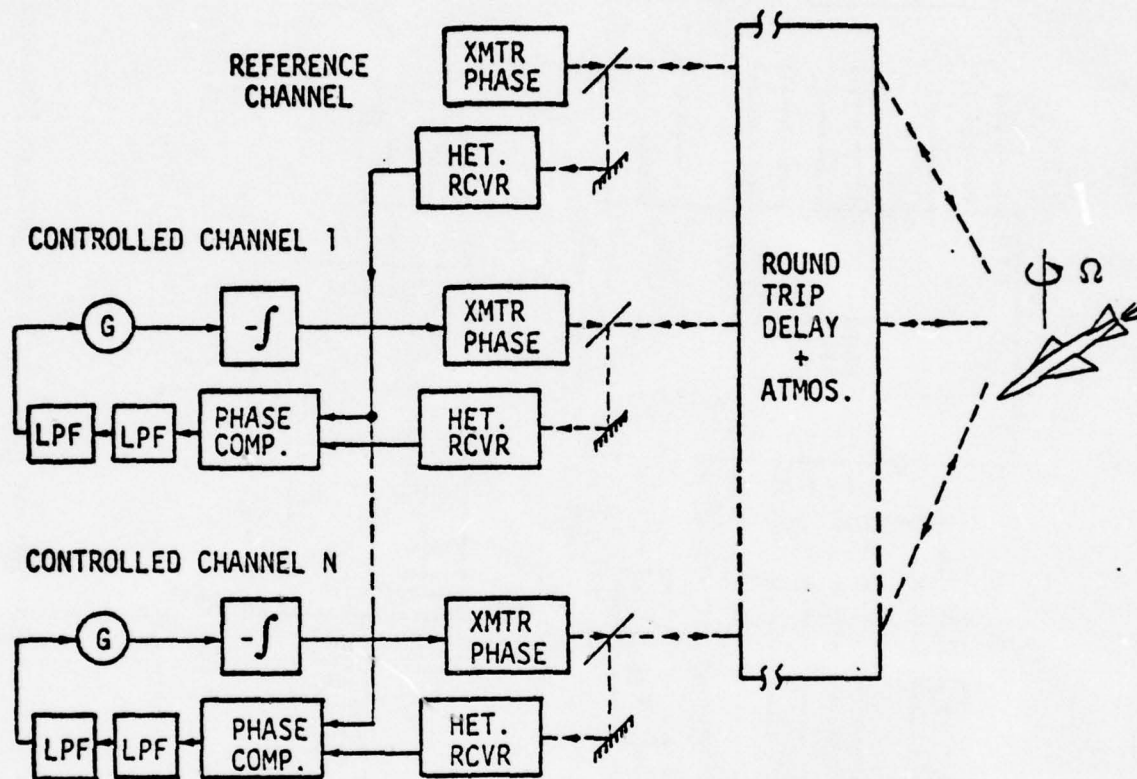 REFERENCE
CHANNEL
XMTR
PHASE
HET.
RCVR
CONTROLLED CHANNEL 1
G
-∫
XMTR
PHASE
LPF
LPF
PHASE
COMP.
HET.
RCVR
ROUND
TRIP
DELAY
+
ATMOS.
Ω
CONTROLLED CHANNEL N
G
-∫
XMTR
PHASE
LPF
LPF
PHASE
COMP.
HET.
RCVR